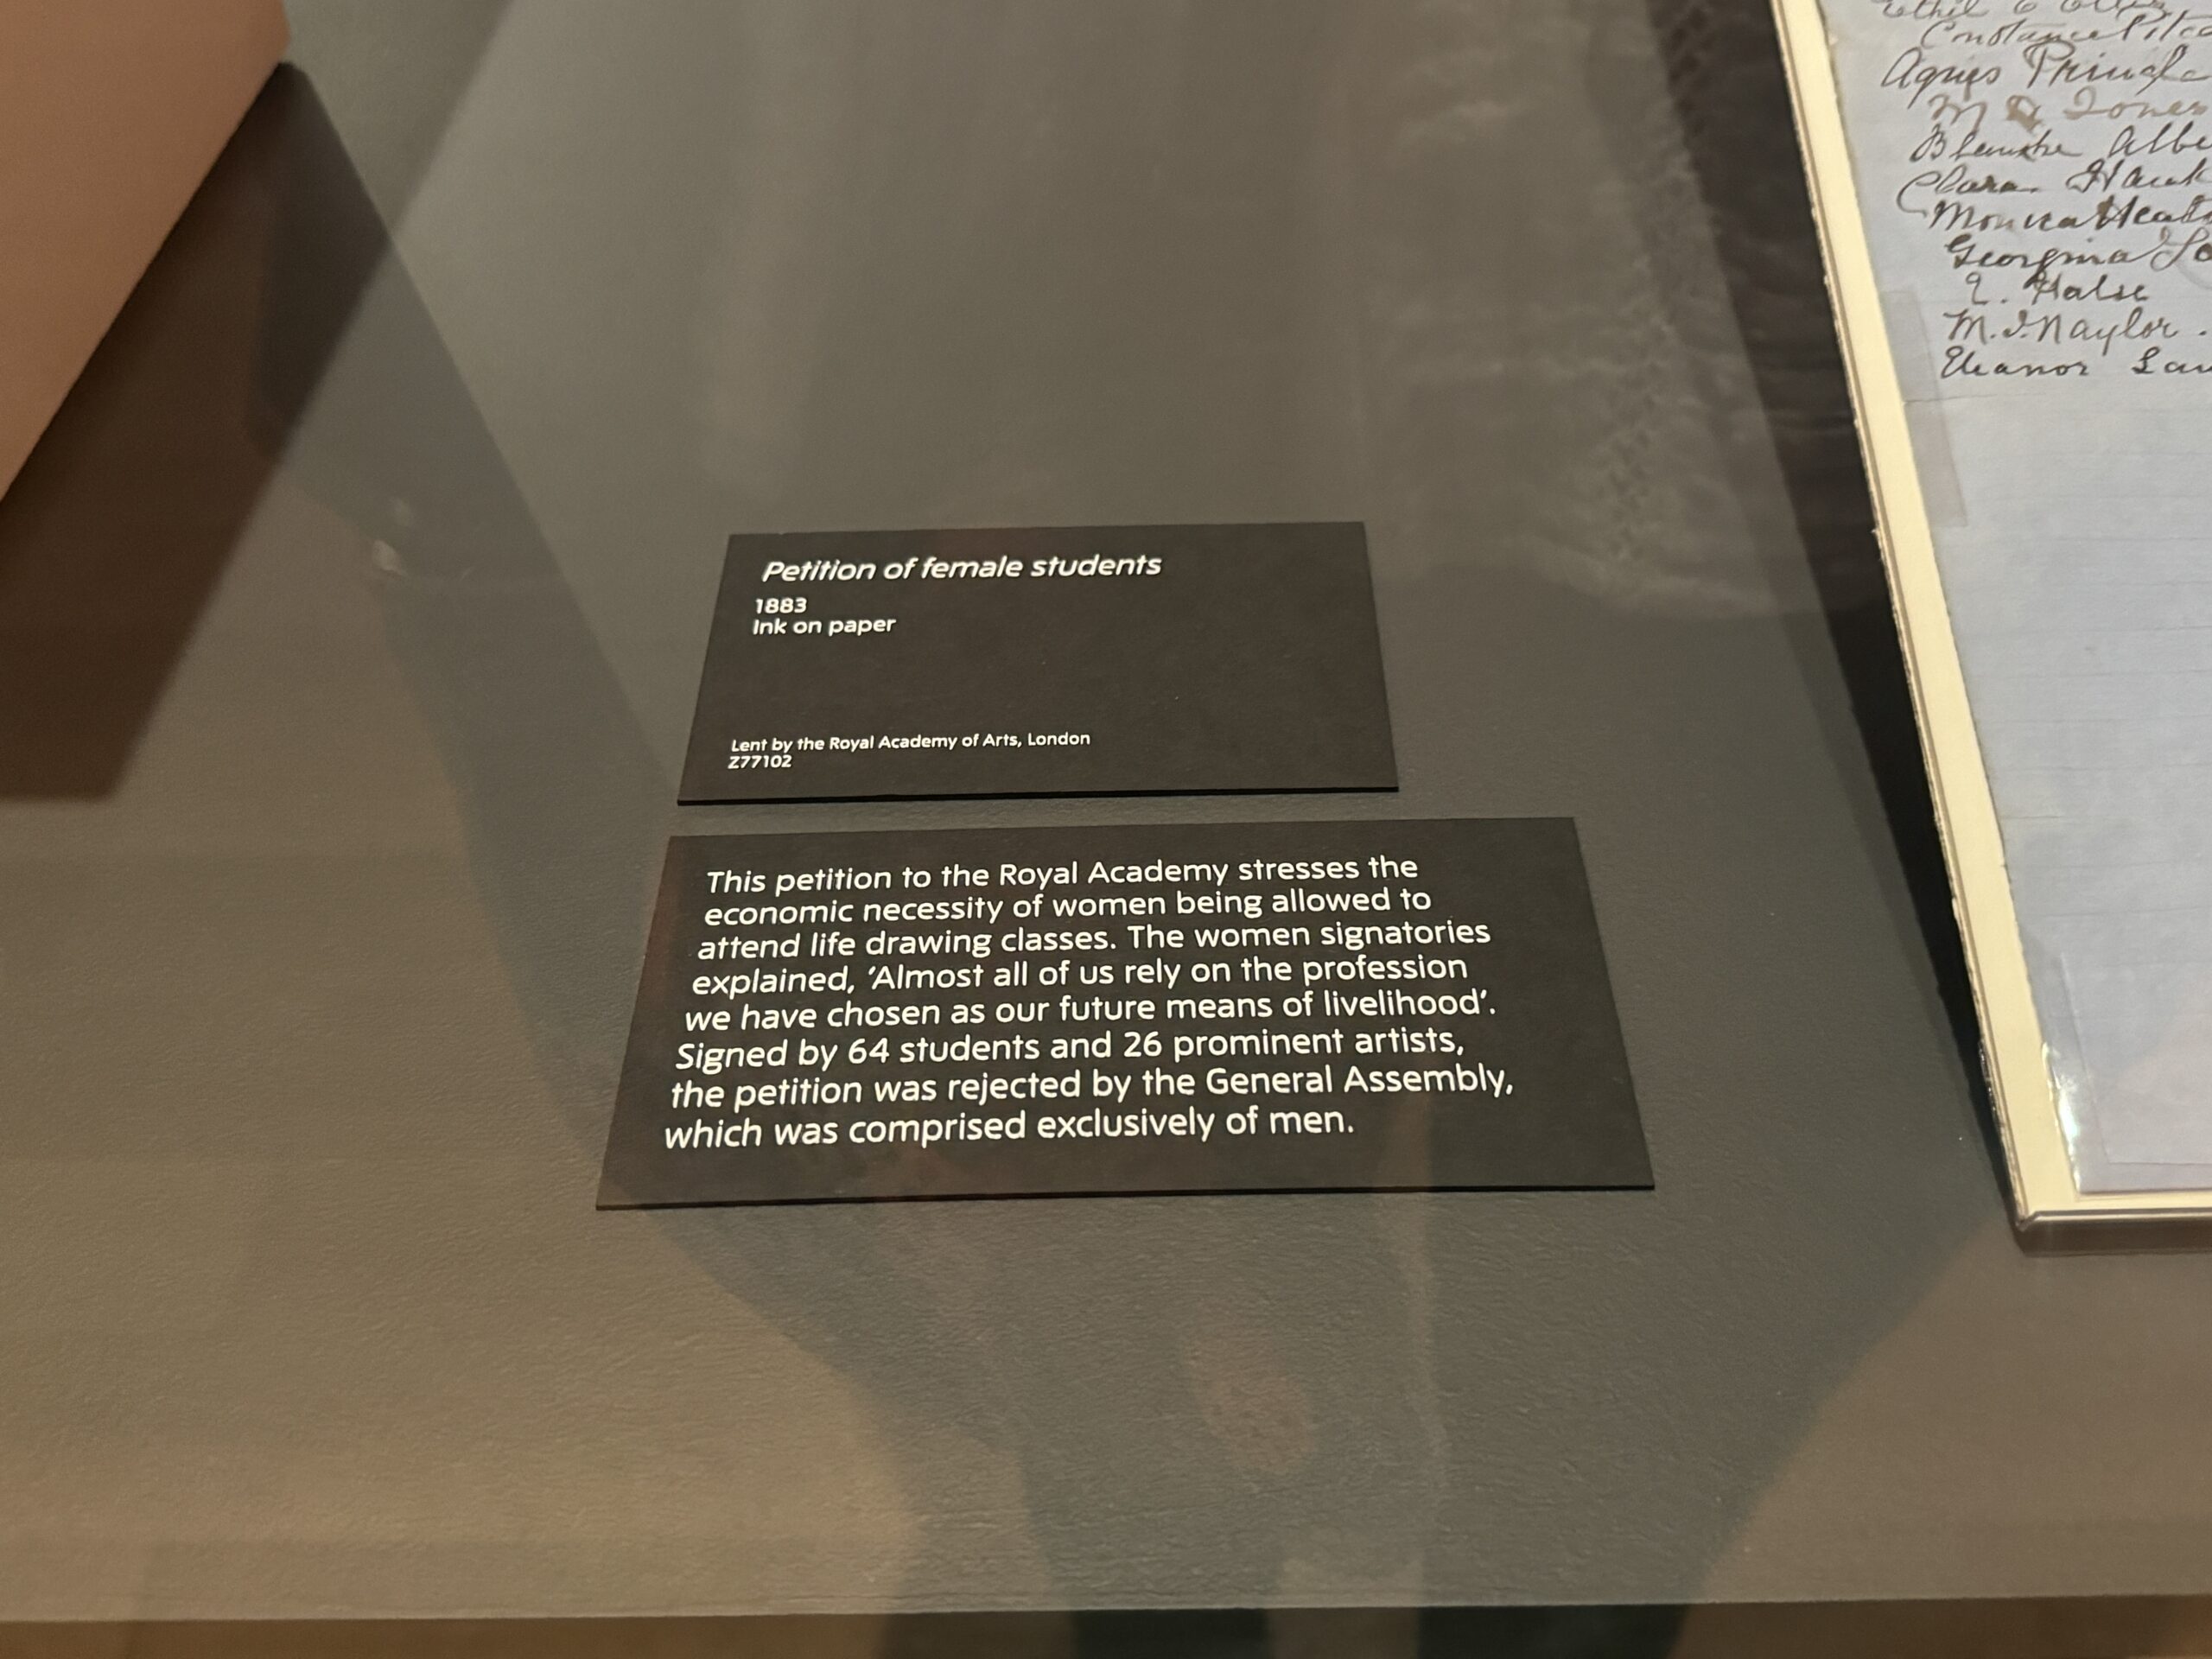 Petition of female students
1883
Ink on paper
Lent by the Royal Academy of Arts, London
Z77102
This petition to the Royal Academy stresses the
economic necessity of women being allowed to
attend life drawing classes. The women signatories
explained, ‘Almost all of us rely on the profession
we have chosen as our future means of livelihood’.
Signed by 64 students and 26 prominent artists,
the petition was rejected by the General Assembly,
which was comprised exclusively of men.
Constance
Agnes Pringle
Jones
Blanche
Clara
Monica
Georgina
E. Halse
M.I. Naylor.
Eleanor